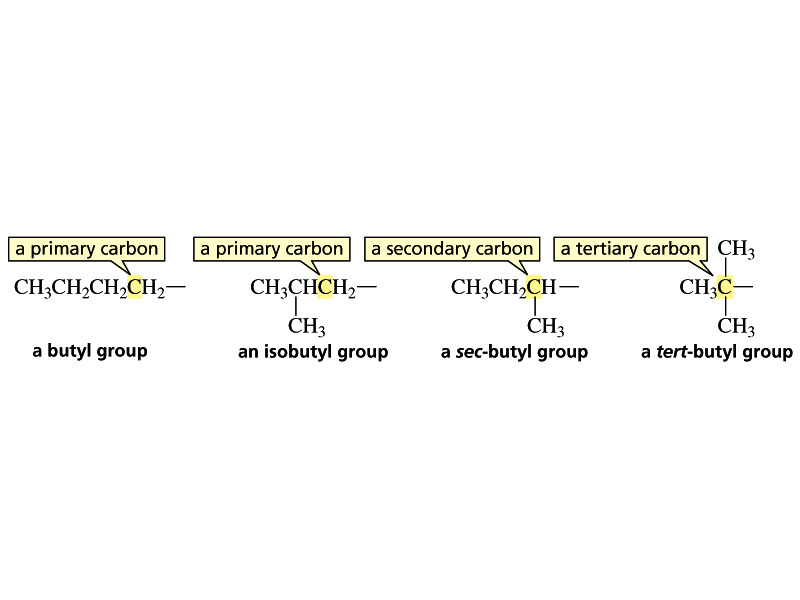 a primary carbon a primary carbon a secondary carbon a tertiary carbon CH₃
CH₃CH₂CH₂CH₂— CH₃CHCH₂— CH₃CH₂CH— CH₃C—
CH₃ CH₃ CH₃
a butyl group an isobutyl group a sec-butyl group a tert-butyl group